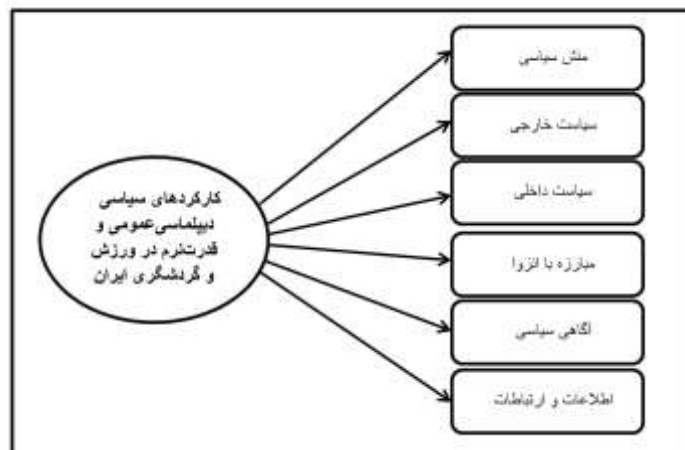 کارکردهای سیاسی
دیپلماسی‌عمومی و
قدرت‌نرم در ورزش
و گردشگری ایران
منش سیاسی
سیاست خارجی
سیاست داخلی
مبارزه با انزوا
آگاهی سیاسی
اطلاعات و ارتباطات